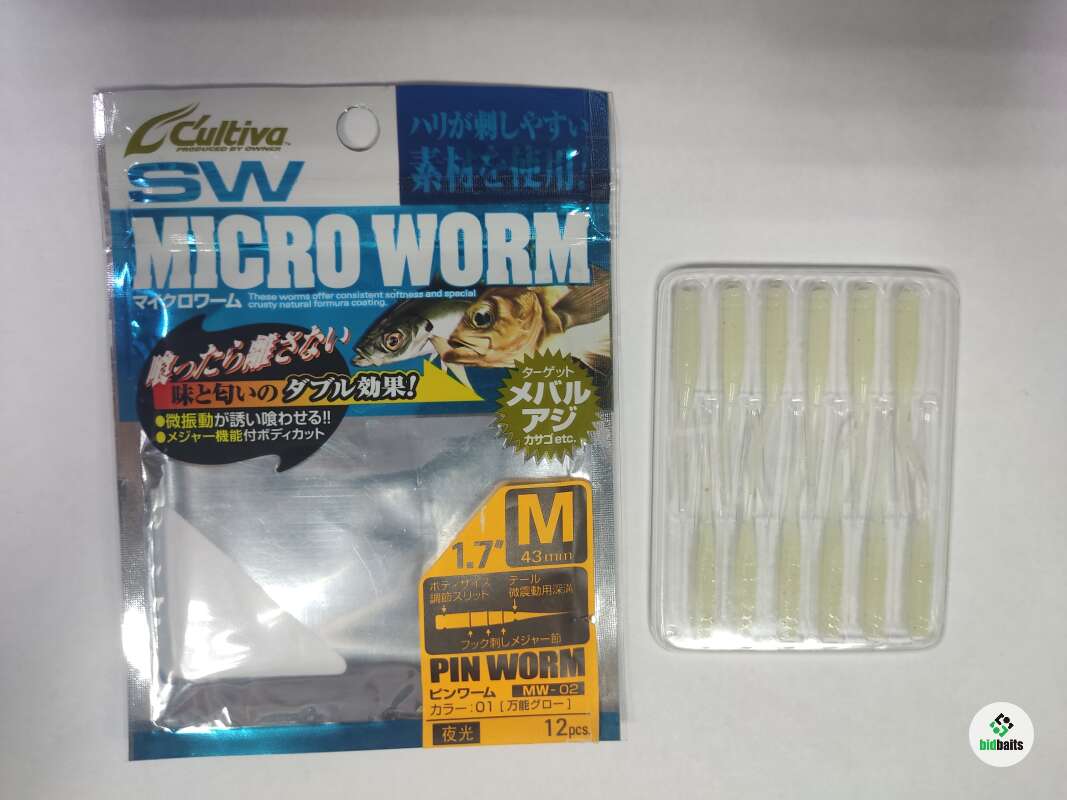 C'ultiva
PRODUCED BY OWNER
SW
ハリが刺しやすい
素材を使用!
MICRO WORM
マイクロワーム
These worms offer consistent softness and special
crusty natural formura coating.
喰ったら離さない
味と匂いのダブル効果!
●微振動が誘い喰わせる!!
●メジャー機能付ボディカット
ターゲット
メバル
アジ
カサゴ etc.
M
43mm
1.7"
ボディサイズ
調節スリット
テール
微震動用深溝
フック刺しメジャー節
PIN WORM
ピンワーム
MW-02
カラー:01 [万能グロー]
夜光
12pcs.
bidbaits